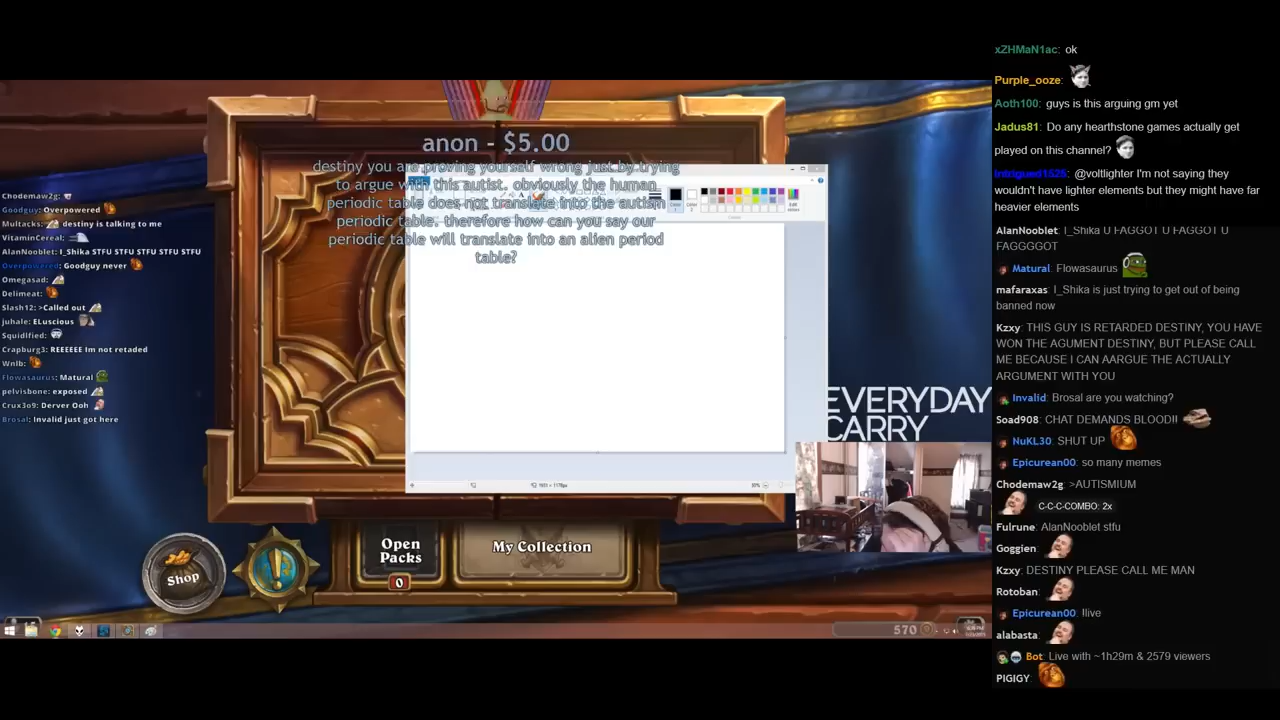 anon - $5.00
destiny you are proving yourself wrong just by trying
to argue with this autist. obviously the human
periodic table does not translate into the autism
periodic table. therefore how can you say our
periodic table will translate into an alien period
table?
Chodemaw2g:
Goodguy: Overpowered
Multacks: destiny is talking to me
VitaminCereal:
AlanNooblet: I_Shika STFU STFU STFU STFU STFU
Overpowered: Goodguy never
Omegasad:
Delimeat:
Slash12: >Called out
juhale: ELuscious
Squidlfied:
Crapburg3: REEEEEE Im not retaded
Wnlb:
Flowasaurus: Matural
pelvisbone: exposed
Crux3o9: Derver Ooh
Brosal: Invalid just got here
EVERYDAY
CARRY
Shop
Open
Packs
0
My Collection
570
xZHMaN1ac: ok
Purple_ooze:
Aoth100: guys is this arguing gm yet
Jadus81: Do any hearthstone games actually get
played on this channel?
Intrigued1525: @voltlighter I'm not saying they
wouldn't have lighter elements but they might have far
heavier elements
AlanNooblet: I_Shika U FAGGOT U FAGGOT U
FAGGGGOT
Matural: Flowasaurus
mafaraxas: I_Shika is just trying to get out of being
banned now
Kzxy: THIS GUY IS RETARDED DESTINY, YOU HAVE
WON THE AGUMENT DESTINY, BUT PLEASE CALL
ME BECAUSE I CAN AARGUE THE ACTUALLY
ARGUMENT WITH YOU
Invalid: Brosal are you watching?
Soad908: CHAT DEMANDS BLOOD!!
NuKL30: SHUT UP
Epicurean00: so many memes
Chodemaw2g: >AUTISMIUM
C-C-C-COMBO: 2x
Fulrune: AlanNooblet stfu
Goggien:
Kzxy: DESTINY PLEASE CALL ME MAN
Rotoban:
Epicurean00: !live
alabasta:
Bot: Live with ~1h29m & 2579 viewers
PIGIGY: